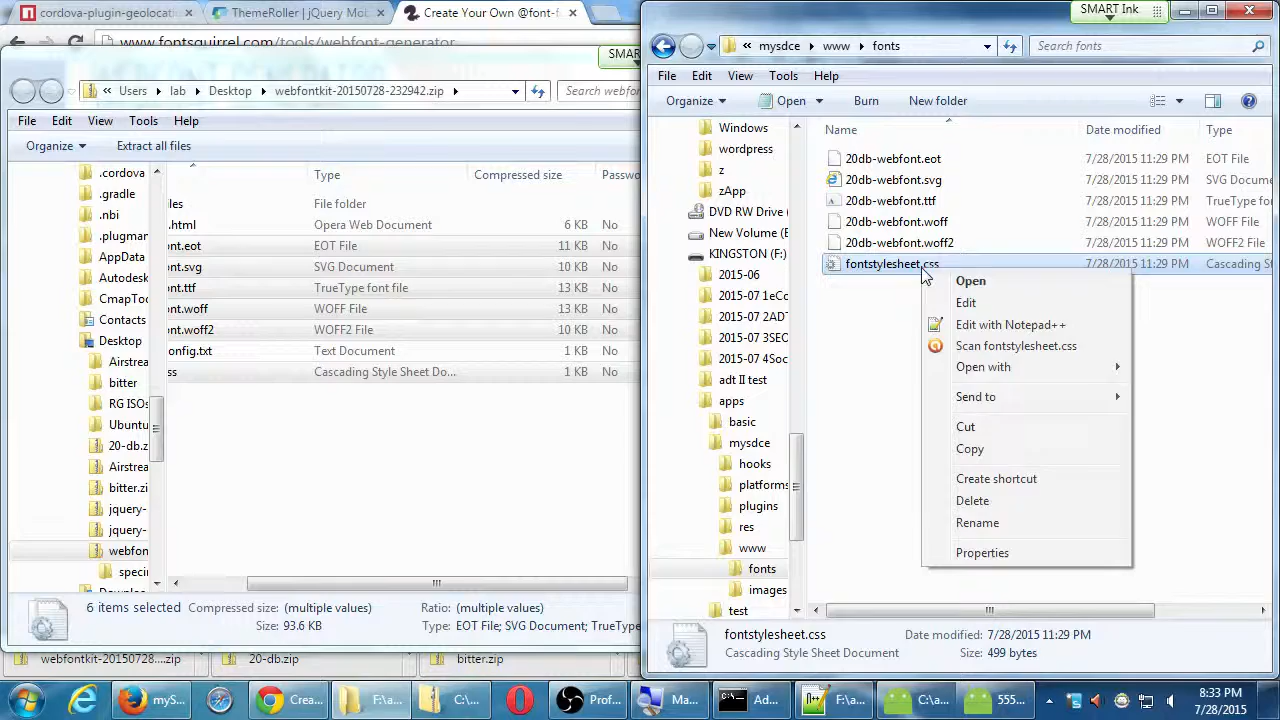 cordova-plugin-geolocati
ThemeRoller | jQuery Mob
Create Your Own @font-f
www.fontsquirrel.com/tools/webfont-generator
SMAR
« Users lab Desktop webfontkit-20150728-232942.zip
Search webfo
File Edit View Tools Help
Organize Extract all files
Type Compressed size Passwo
les File folder
.html Opera Web Document 6 KB No
nt.eot EOT File 11 KB No
nt.svg SVG Document 10 KB No
nt.ttf TrueType font file 13 KB No
nt.woff WOFF File 13 KB No
nt.woff2 WOFF2 File 10 KB No
onfig.txt Text Document 1 KB No
ss Cascading Style Sheet Do... 1 KB No
.cordova
.gradle
.nbi
.plugman
AppData
Autodesk
CmapToo
Contacts
Desktop
Airstrea
bitter
RG ISOs
Ubuntu
20-db.z
Airstrea
bitter.zi
jquery-
jquery-
webfon
speci
6 items selected Compressed size: (multiple values) Ratio: (multiple values)
Size: 93.6 KB Type: EOT File; SVG Document; TrueType
webfontkit-20150728-....zip
20-db.zip
bitter.zip
SMART Ink
« mysdce www fonts
Search fonts
File Edit View Tools Help
Organize Open Burn New folder
Name Date modified Type
20db-webfont.eot 7/28/2015 11:29 PM EOT File
20db-webfont.svg 7/28/2015 11:29 PM SVG Docume
20db-webfont.ttf 7/28/2015 11:29 PM TrueType for
20db-webfont.woff 7/28/2015 11:29 PM WOFF File
20db-webfont.woff2 7/28/2015 11:29 PM WOFF2 File
fontstylesheet.css 7/28/2015 11:29 PM Cascading St
Windows
wordpress
z
zApp
DVD RW Drive (
New Volume (E
KINGSTON (F:)
2015-06
2015-07 1eCo
2015-07 2AD
2015-07 3SEO
2015-07 4Soc
adt II test
apps
basic
mysdce
hooks
platforms
plugins
res
www
fonts
images
test
Open
Edit
Edit with Notepad++
Scan fontstylesheet.css
Open with
Send to
Cut
Copy
Create shortcut
Delete
Rename
Properties
fontstylesheet.css Date modified: 7/28/2015 11:29 PM
Cascading Style Sheet Document Size: 499 bytes
myS...
Crea...
F:\a...
C:\...
Prof...
Ma...
Ad...
F:\a...
C:\a...
555...
8:33 PM
7/28/2015